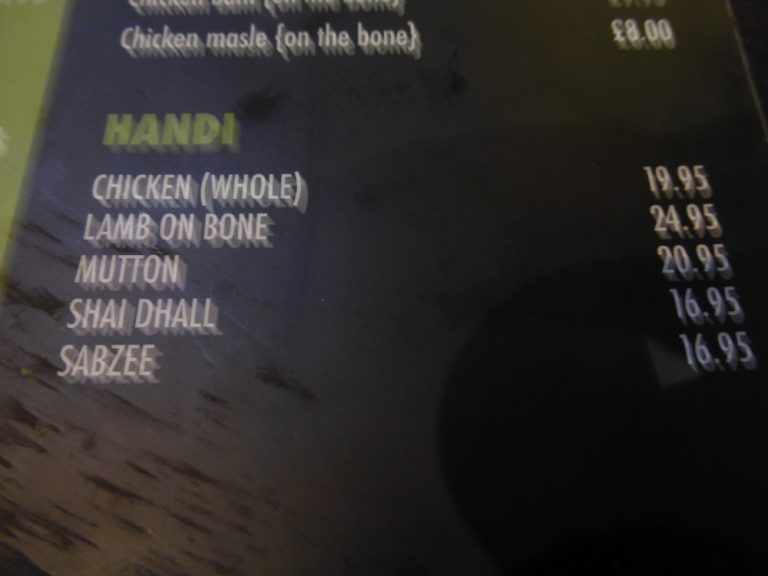 Chicken masle {on the bone} £8.00
HANDI
CHICKEN (WHOLE) 19.95
LAMB ON BONE 24.95
MUTTON 20.95
SHAI DHALL 16.95
SABZEE 16.95